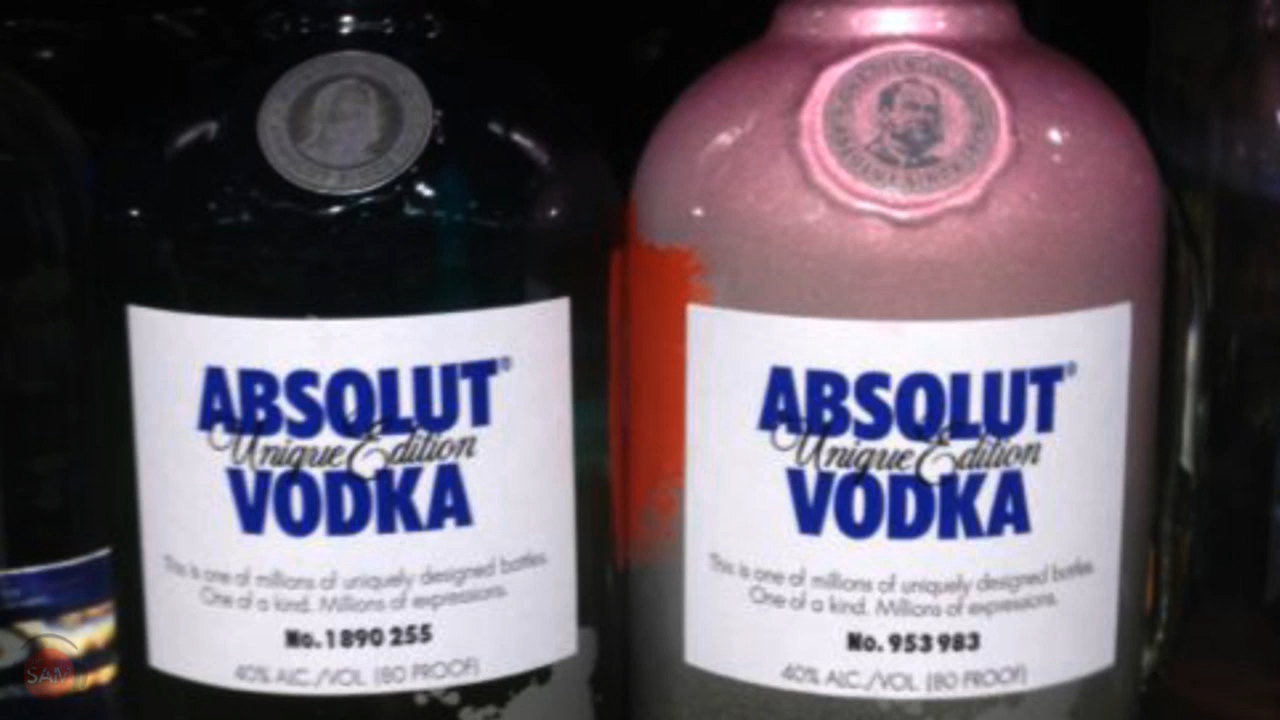 ABSOLUT®
Unique Edition
VODKA
This is one of millions of uniquely designed bottles.
One of a kind. Millions of expressions.
No. 1890 255
40% ALC./VOL. (80 PROOF)
ABSOLUT®
Unique Edition
VODKA
This is one of millions of uniquely designed bottles.
One of a kind. Millions of expressions.
No. 953 983
40% ALC./VOL. (80 PROOF)
SAM